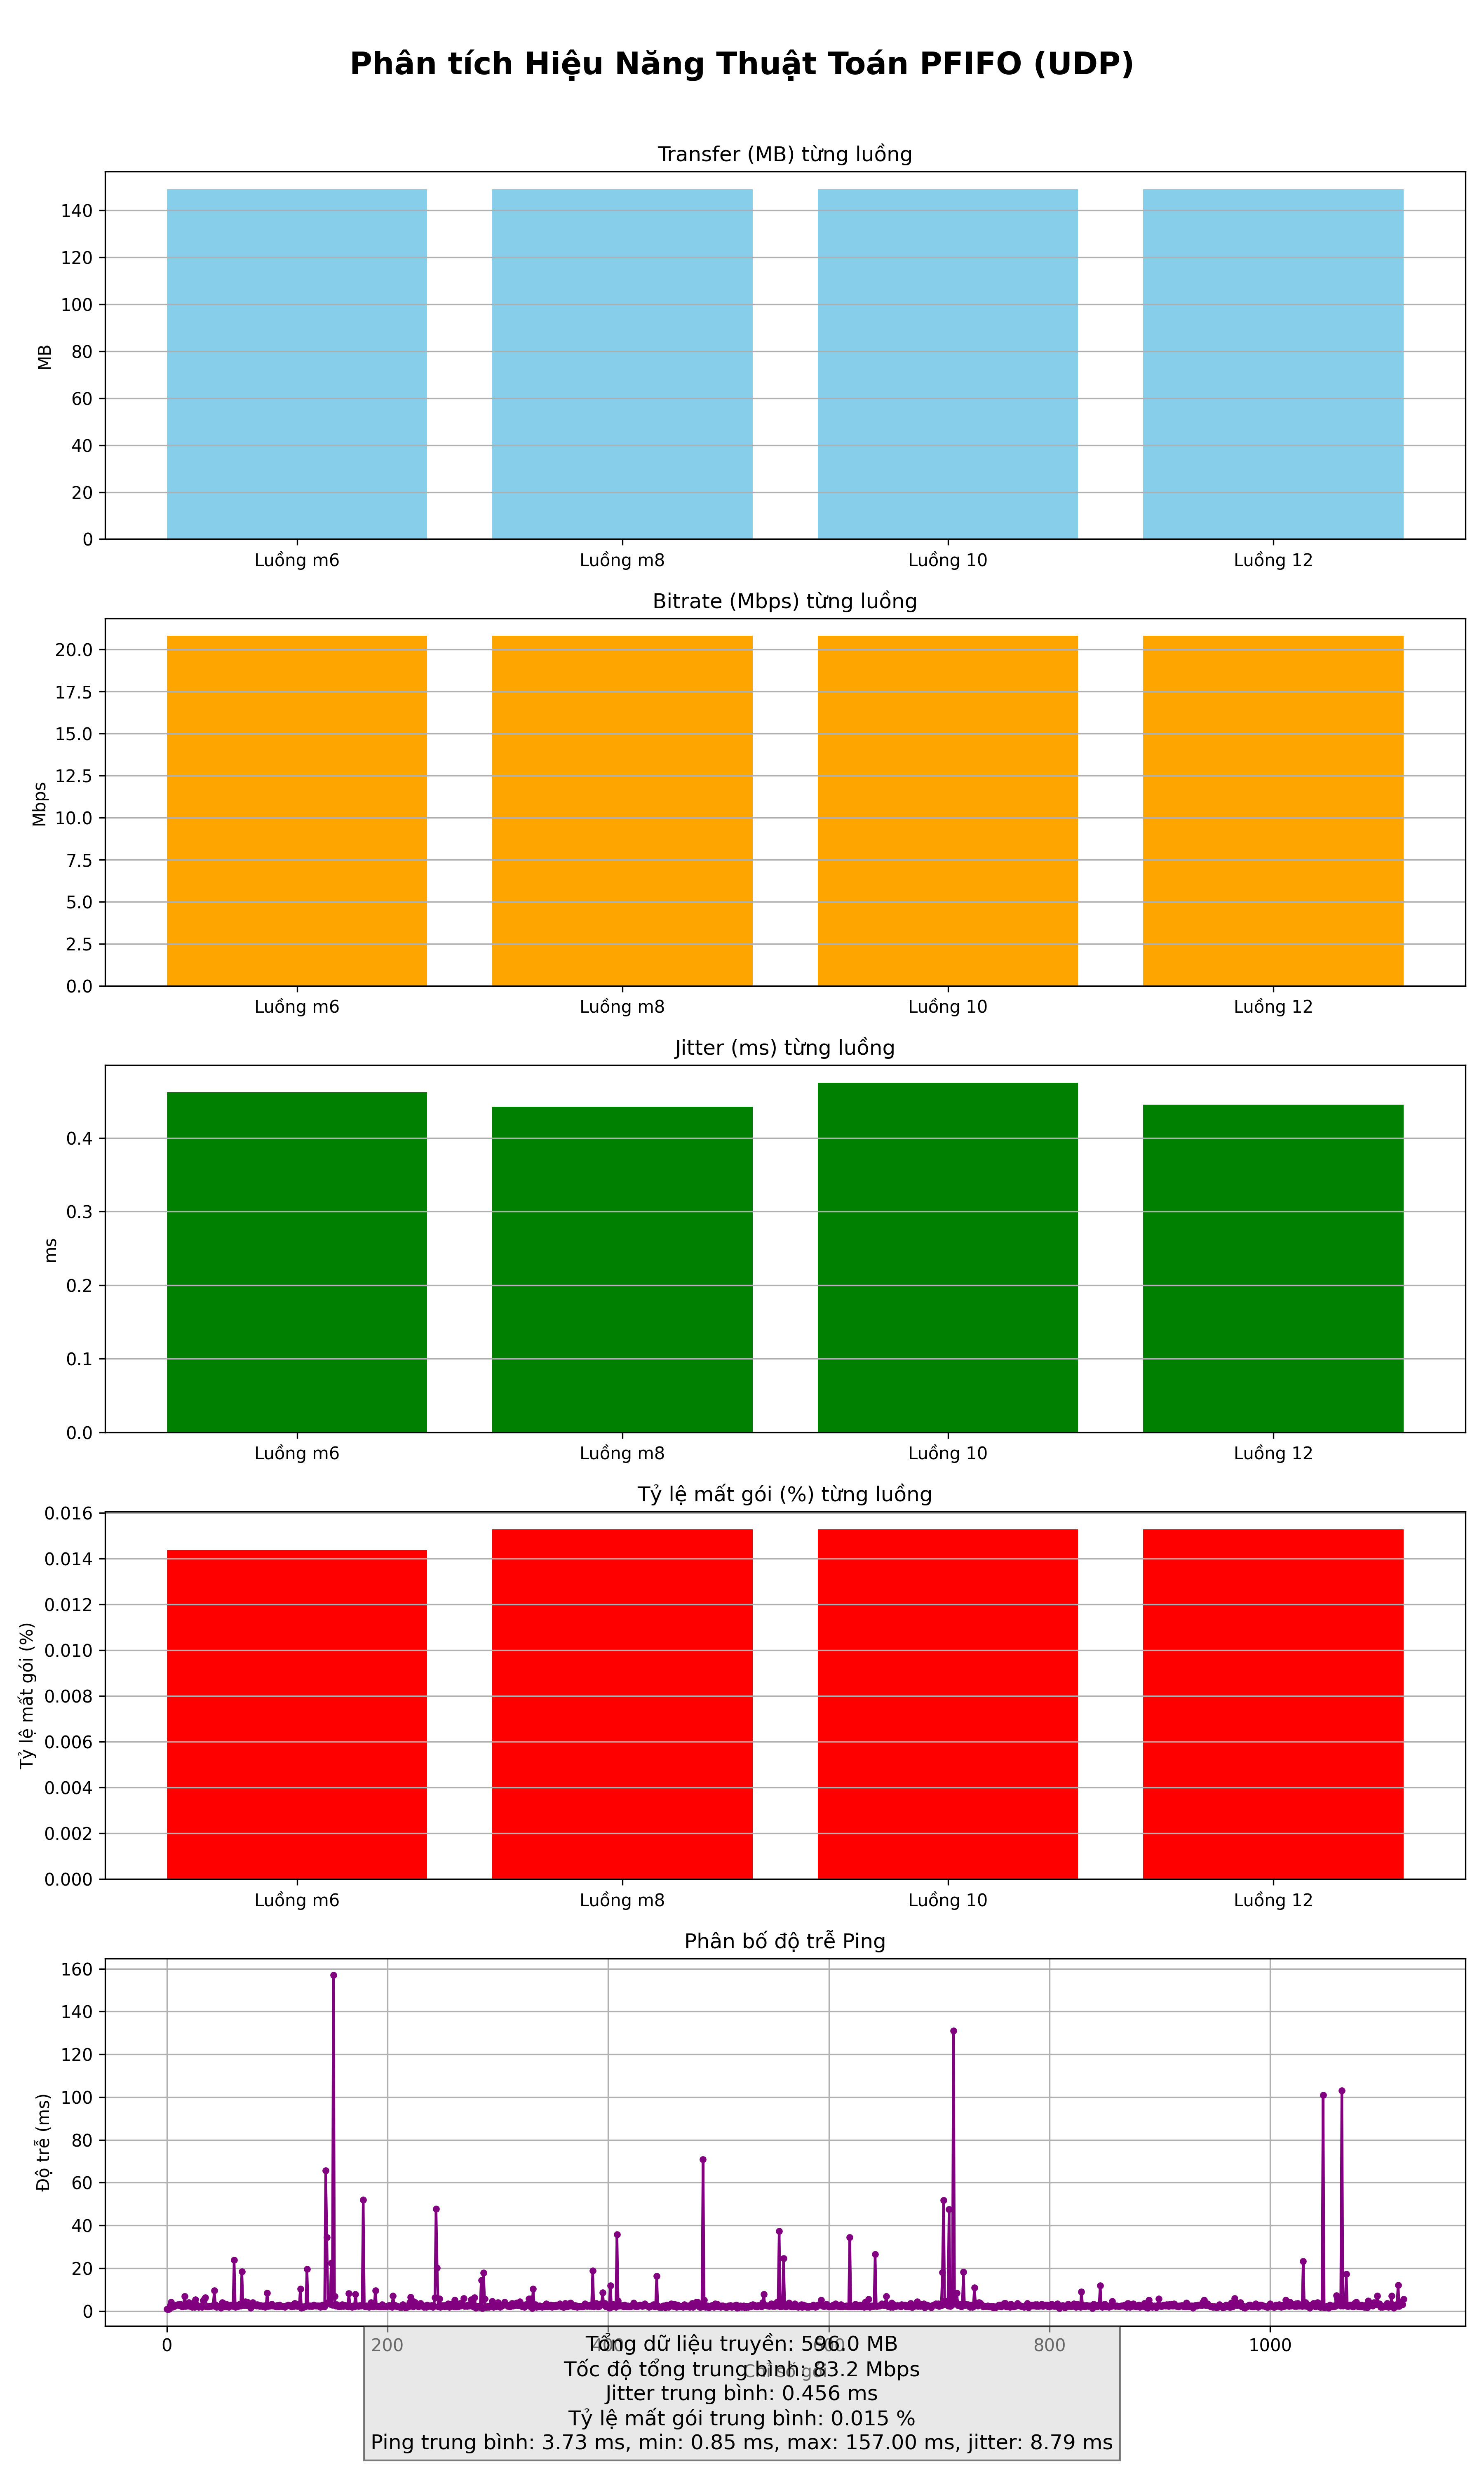 Phân tích Hiệu Năng Thuật Toán PFIFO (UDP)
Transfer (MB) từng luồng
MB
140
120
100
80
60
40
20
0
Luồng m6 Luồng m8 Luồng 10 Luồng 12
Bitrate (Mbps) từng luồng
Mbps
20.0
17.5
15.0
12.5
10.0
7.5
5.0
2.5
0.0
Luồng m6 Luồng m8 Luồng 10 Luồng 12
Jitter (ms) từng luồng
ms
0.4
0.3
0.2
0.1
0.0
Luồng m6 Luồng m8 Luồng 10 Luồng 12
Tỷ lệ mất gói (%) từng luồng
Tỷ lệ mất gói (%)
0.016
0.014
0.012
0.010
0.008
0.006
0.004
0.002
0.000
Luồng m6 Luồng m8 Luồng 10 Luồng 12
Phân bố độ trễ Ping
Độ trễ (ms)
160
140
120
100
80
60
40
20
0
0 200 400 600 800 1000
Chỉ số gói
Tổng dữ liệu truyền: 596.0 MB
Tốc độ tổng trung bình: 83.2 Mbps
Jitter trung bình: 0.456 ms
Tỷ lệ mất gói trung bình: 0.015 %
Ping trung bình: 3.73 ms, min: 0.85 ms, max: 157.00 ms, jitter: 8.79 ms